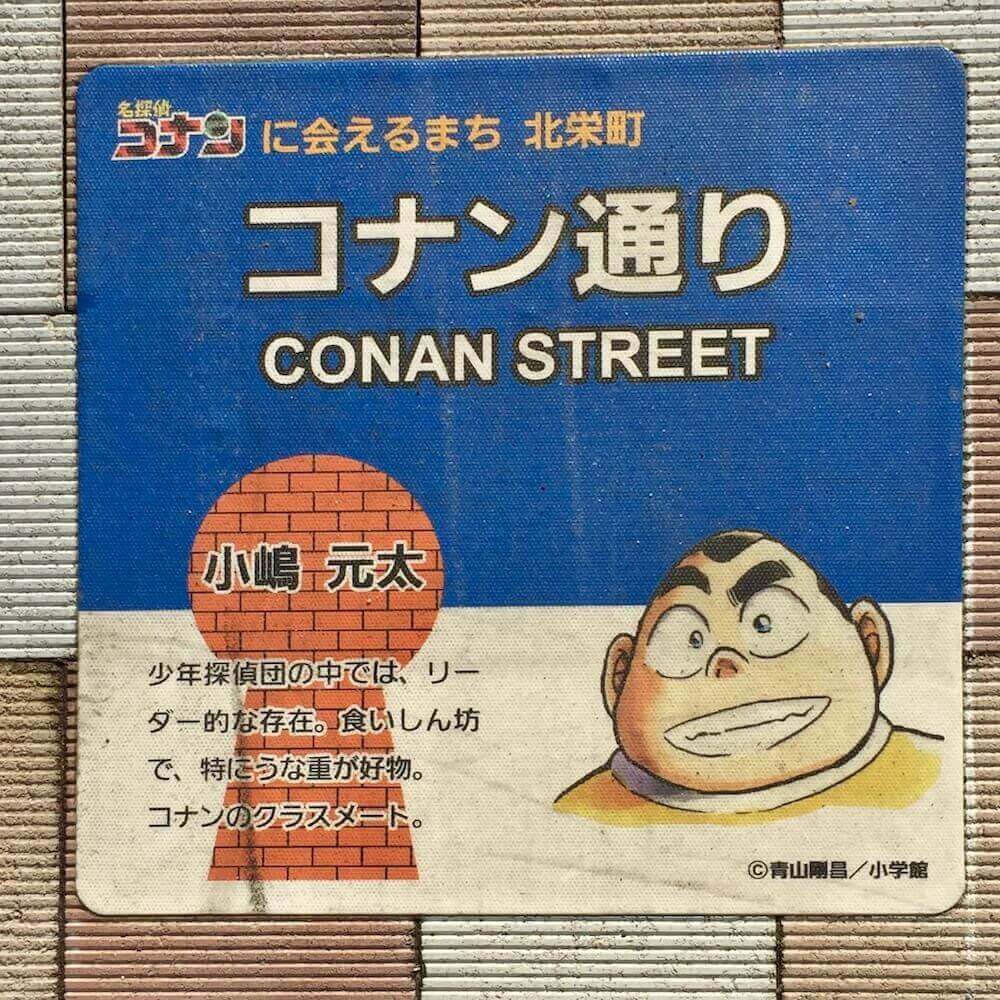 名探偵
コナン に会えるまち 北栄町
コナン通り
CONAN STREET
小嶋 元太
少年探偵団の中では、リー
ダー的な存在。食いしん坊
で、特にうな重が好物。
コナンのクラスメート。
©青山剛昌／小学館